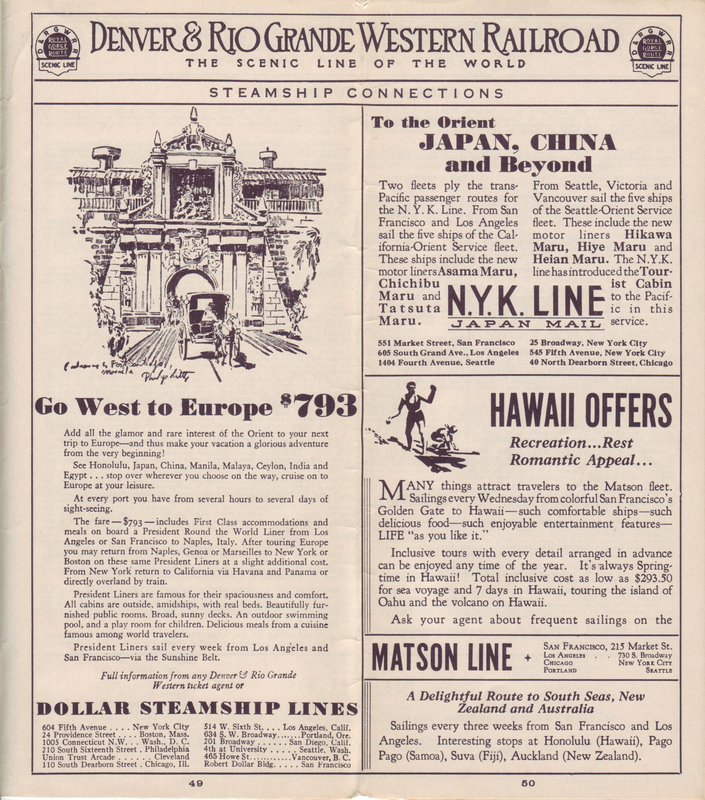 D&RGWRR
ROYAL
GORGE
ROUTE
SCENIC LINE
DENVER & RIO GRANDE WESTERN RAILROAD
THE SCENIC LINE OF THE WORLD
D&RGWRR
ROYAL
GORGE
ROUTE
SCENIC LINE
STEAMSHIP CONNECTIONS
Manila
Go West to Europe $793
Add all the glamor and rare interest of the Orient to your next
trip to Europe—and thus make your vacation a glorious adventure
from the very beginning!
See Honolulu, Japan, China, Manila, Malaya, Ceylon, India and
Egypt . . . stop over wherever you choose on the way, cruise on to
Europe at your leisure.
At every port you have from several hours to several days of
sight-seeing.
The fare—$793—includes First Class accommodations and
meals on board a President Round the World Liner from Los
Angeles or San Francisco to Naples, Italy. After touring Europe
you may return from Naples, Genoa or Marseilles to New York or
Boston on these same President Liners at a slight additional cost.
From New York return to California via Havana and Panama or
directly overland by train.
President Liners are famous for their spaciousness and comfort.
All cabins are outside, amidships, with real beds. Beautifully fur-
nished public rooms. Broad, sunny decks. An outdoor swimming
pool, and a play room for children. Delicious meals from a cuisine
famous among world travelers.
President Liners sail every week from Los Angeles and
San Francisco—via the Sunshine Belt.
Full information from any Denver & Rio Grande
Western ticket agent or
DOLLAR STEAMSHIP LINES
604 Fifth Avenue . . . . New York City
24 Providence Street . . . . Boston, Mass.
1005 Connecticut N.W. . . Wash., D. C.
210 South Sixteenth Street . Philadelphia
Union Trust Arcade . . . . . . Cleveland
110 South Dearborn Street . Chicago, Ill.
514 W. Sixth St. . . . Los Angeles, Calif.
634 S. W. Broadway . . . . Portland, Ore.
201 Broadway . . . . . San Diego, Calif.
4th at University . . . . . Seattle, Wash.
465 Howe St. . . . . . Vancouver, B. C.
Robert Dollar Bldg. . . . San Francisco
49
To the Orient
JAPAN, CHINA
and Beyond
Two fleets ply the trans-
Pacific passenger routes for
the N. Y. K. Line. From San
Francisco and Los Angeles
sail the five ships of the Cal-
ifornia-Orient Service fleet.
These ships include the new
motor liners Asama Maru,
Chichibu
Maru and
Tatsuta
Maru.
From Seattle, Victoria and
Vancouver sail the five ships
of the Seattle-Orient Service
fleet. These include the new
motor liners Hikawa
Maru, Hiye Maru and
Heian Maru. The N.Y.K.
line has introduced the Tour-
ist Cabin
to the Pacif-
ic in this
service.
N.Y.K. LINE
JAPAN MAIL
551 Market Street, San Francisco
605 South Grand Ave., Los Angeles
1404 Fourth Avenue, Seattle
25 Broadway, New York City
545 Fifth Avenue, New York City
40 North Dearborn Street, Chicago
HAWAII OFFERS
Recreation...Rest
Romantic Appeal...
MANY things attract travelers to the Matson fleet.
Sailings every Wednesday from colorful San Francisco's
Golden Gate to Hawaii—such comfortable ships—such
delicious food—such enjoyable entertainment features—
LIFE "as you like it."
Inclusive tours with every detail arranged in advance
can be enjoyed any time of the year. It's always Spring-
time in Hawaii! Total inclusive cost as low as $293.50
for sea voyage and 7 days in Hawaii, touring the island of
Oahu and the volcano on Hawaii.
Ask your agent about frequent sailings on the
MATSON LINE
SAN FRANCISCO, 215 Market St.
LOS ANGELES . . 730 S. Broadway
CHICAGO NEW YORK CITY
PORTLAND SEATTLE
A Delightful Route to South Seas, New
Zealand and Australia
Sailings every three weeks from San Francisco and Los
Angeles. Interesting stops at Honolulu (Hawaii), Pago
Pago (Samoa), Suva (Fiji), Auckland (New Zealand).
50